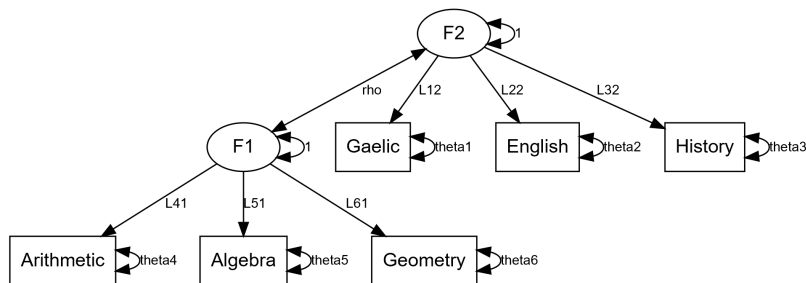 F2
1
rho
L12
L22
L32
F1
1
Gaelic
theta1
English
theta2
History
theta3
L41
L51
L61
Arithmetic
theta4
Algebra
theta5
Geometry
theta6